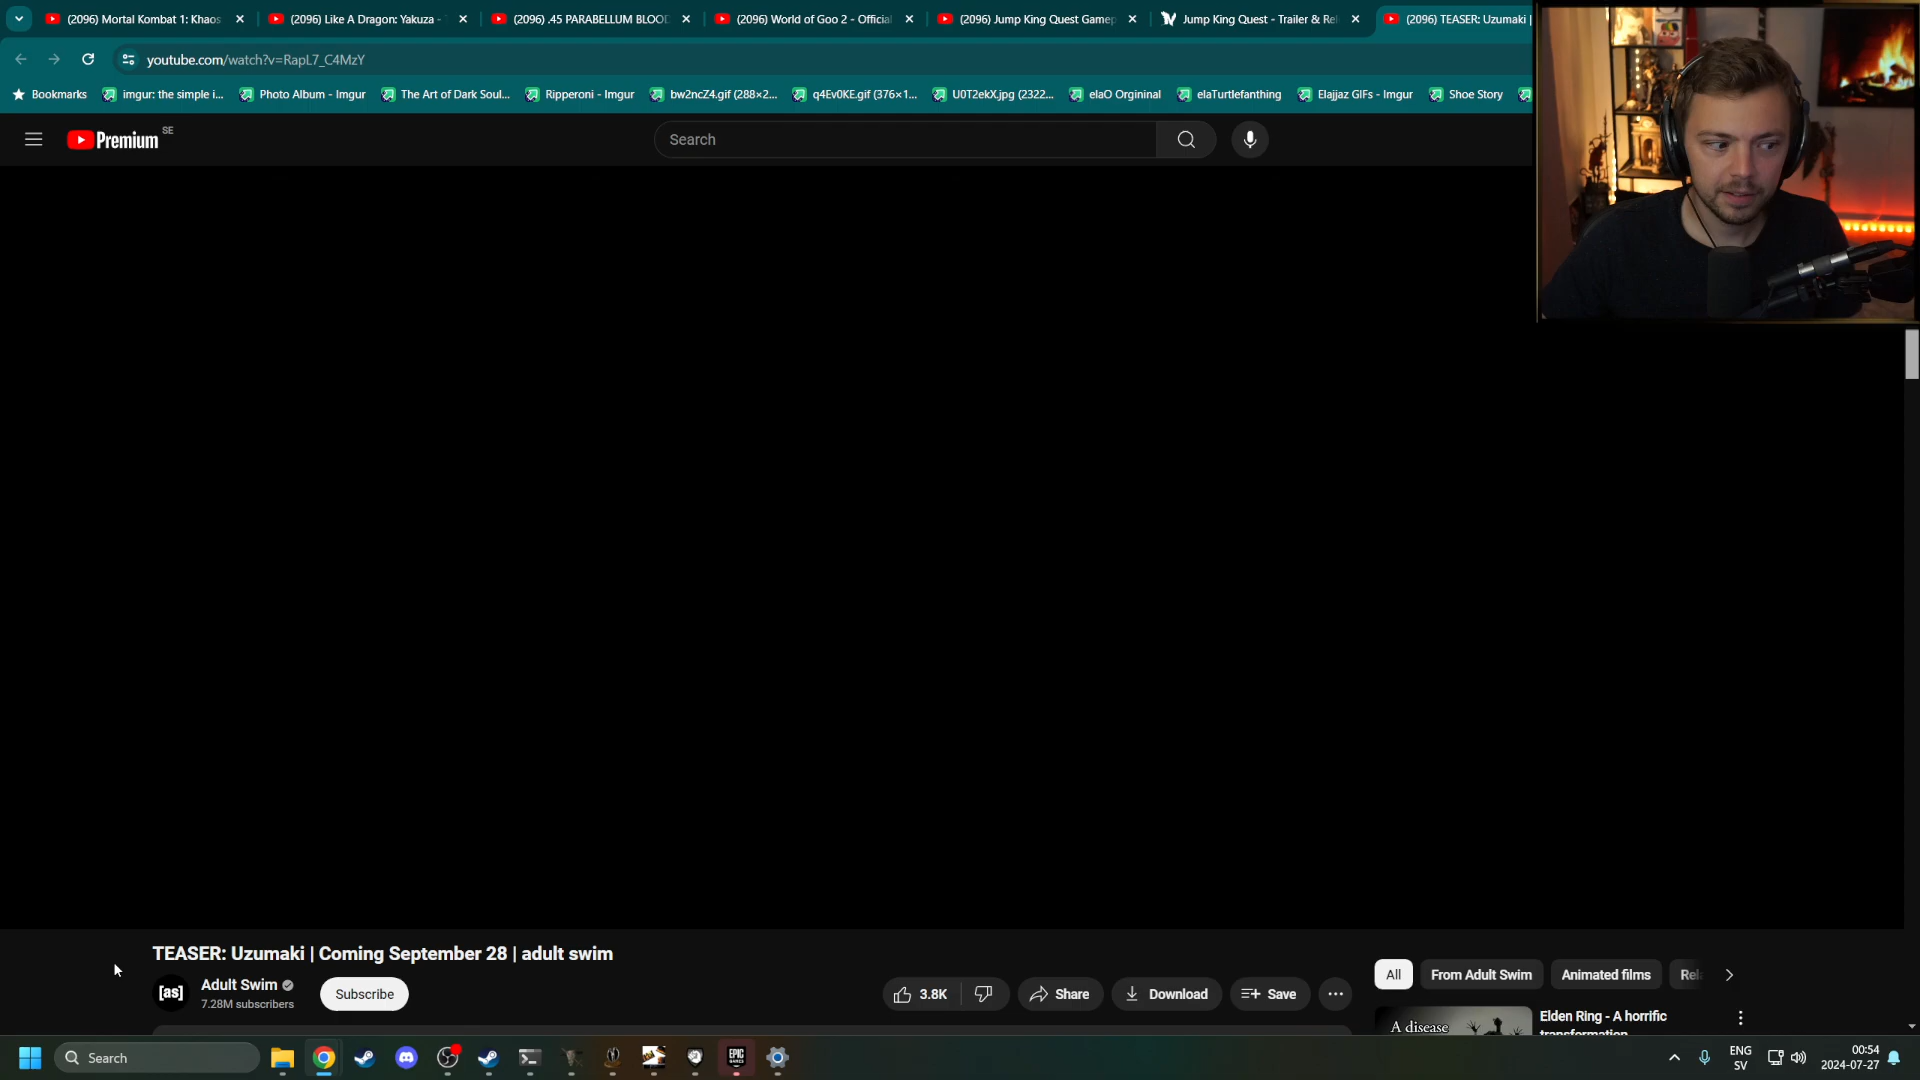 (2096) Mortal Kombat 1: Khaos
(2096) Like A Dragon: Yakuza -
(2096) .45 PARABELLUM BLOOD
(2096) World of Goo 2 - Official
(2096) Jump King Quest Gamep
Jump King Quest - Trailer & Rel
(2096) TEASER: Uzumaki |
youtube.com/watch?v=RapL7_C4MzY
Bookmarks
imgur: the simple i...
Photo Album - Imgur
The Art of Dark Soul...
Ripperoni - Imgur
bw2ncZ4.gif (288×2...
q4Ev0KE.gif (376×1...
U0T2ekX.jpg (2322...
elaO Orgininal
elaTurtlefanthing
Elajjaz GIFs - Imgur
Shoe Story
Premium SE
Search
TEASER: Uzumaki | Coming September 28 | adult swim
[as]
Adult Swim
7.28M subscribers
Subscribe
3.8K
Share
Download
Save
All
From Adult Swim
Animated films
Rel
A disease
Elden Ring - A horrific
transformation
Search
EPIC
GAMES
ENG
SV
00:54
2024-07-27